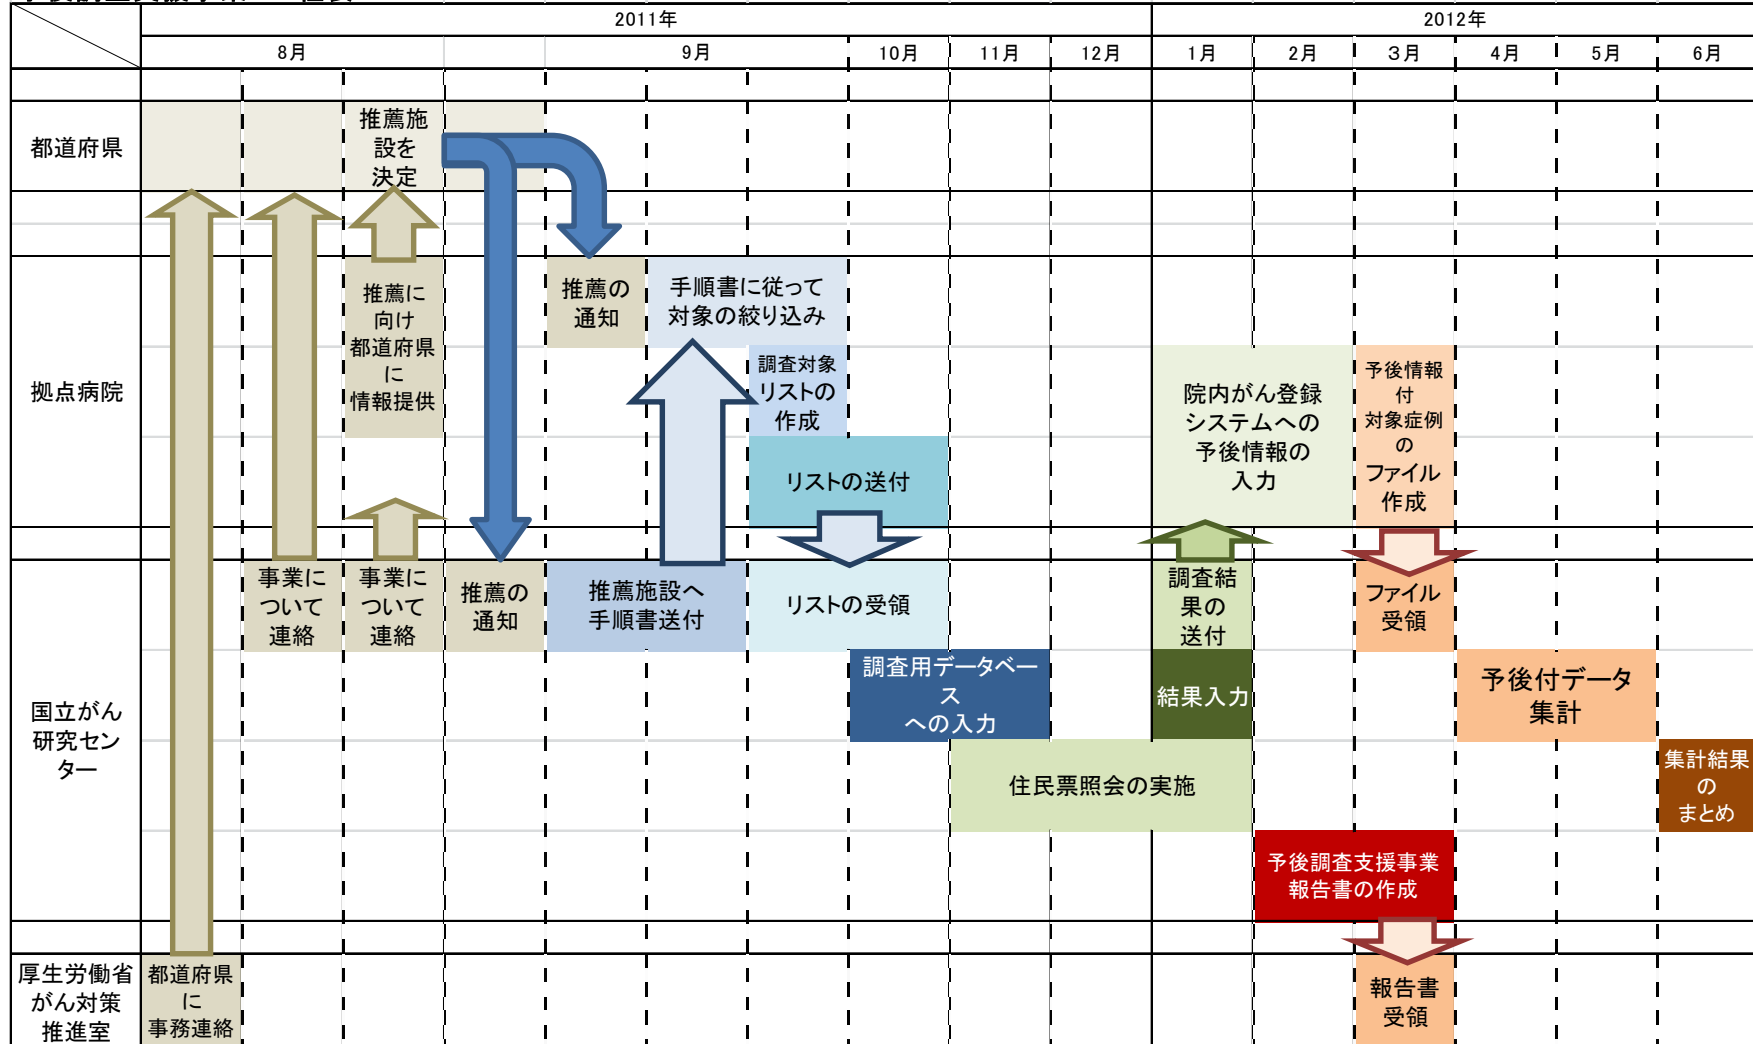 2011年
2012年
8月
9月
10月
11月
12月
1月
2月
3月
4月
5月
6月
都道府県
推薦施
設を
決定
拠点病院
推薦に
向け
都道府県
に
情報提供
推薦の
通知
手順書に従って
対象の絞り込み
調査対象
リストの
作成
リストの送付
院内がん登録
システムへの
予後情報の
入力
予後情報
付
対象症例
の
ファイル
作成
国立がん
研究セン
ター
事業に
ついて
連絡
事業に
ついて
連絡
推薦の
通知
推薦施設へ
手順書送付
リストの受領
調査結
果の
送付
ファイル
受領
調査用データベー
ス
への入力
結果入力
予後付データ
集計
住民票照会の実施
集計結果
の
まとめ
予後調査支援事業
報告書の作成
厚生労働省
がん対策
推進室
都道府県
に
事務連絡
報告書
受領